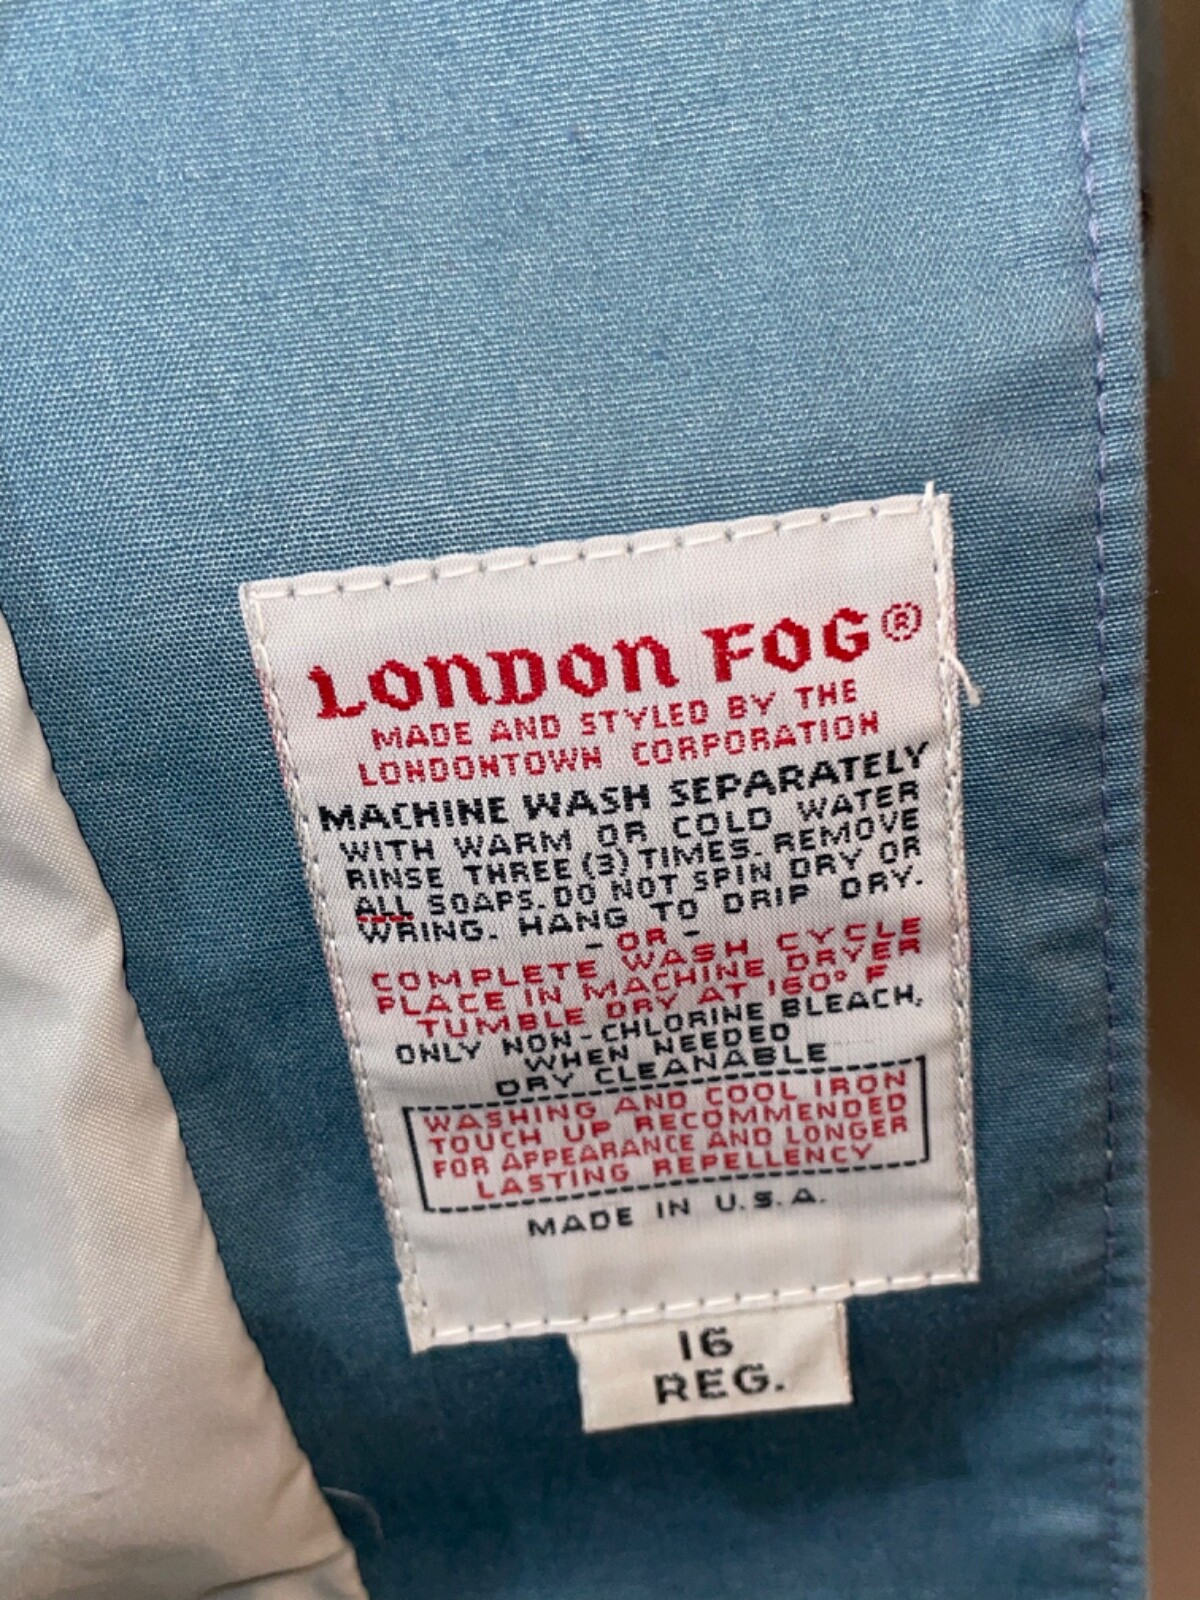 LONDON FOG®
MADE AND STYLED BY THE
LONDONTOWN CORPORATION
MACHINE WASH SEPARATELY
WITH WARM OR COLD WATER
RINSE THREE (3) TIMES. REMOVE
ALL SOAPS. DO NOT SPIN DRY OR
WRING. HANG TO DRIP DRY.
- OR -
COMPLETE WASH CYCLE
PLACE IN MACHINE DRYER
TUMBLE DRY AT 160° F
ONLY NON-CHLORINE BLEACH,
WHEN NEEDED
DRY CLEANABLE
WASHING AND COOL IRON
TOUCH UP RECOMMENDED
FOR APPEARANCE AND LONGER
LASTING REPELLENCY
MADE IN U.S.A.
16
REG.